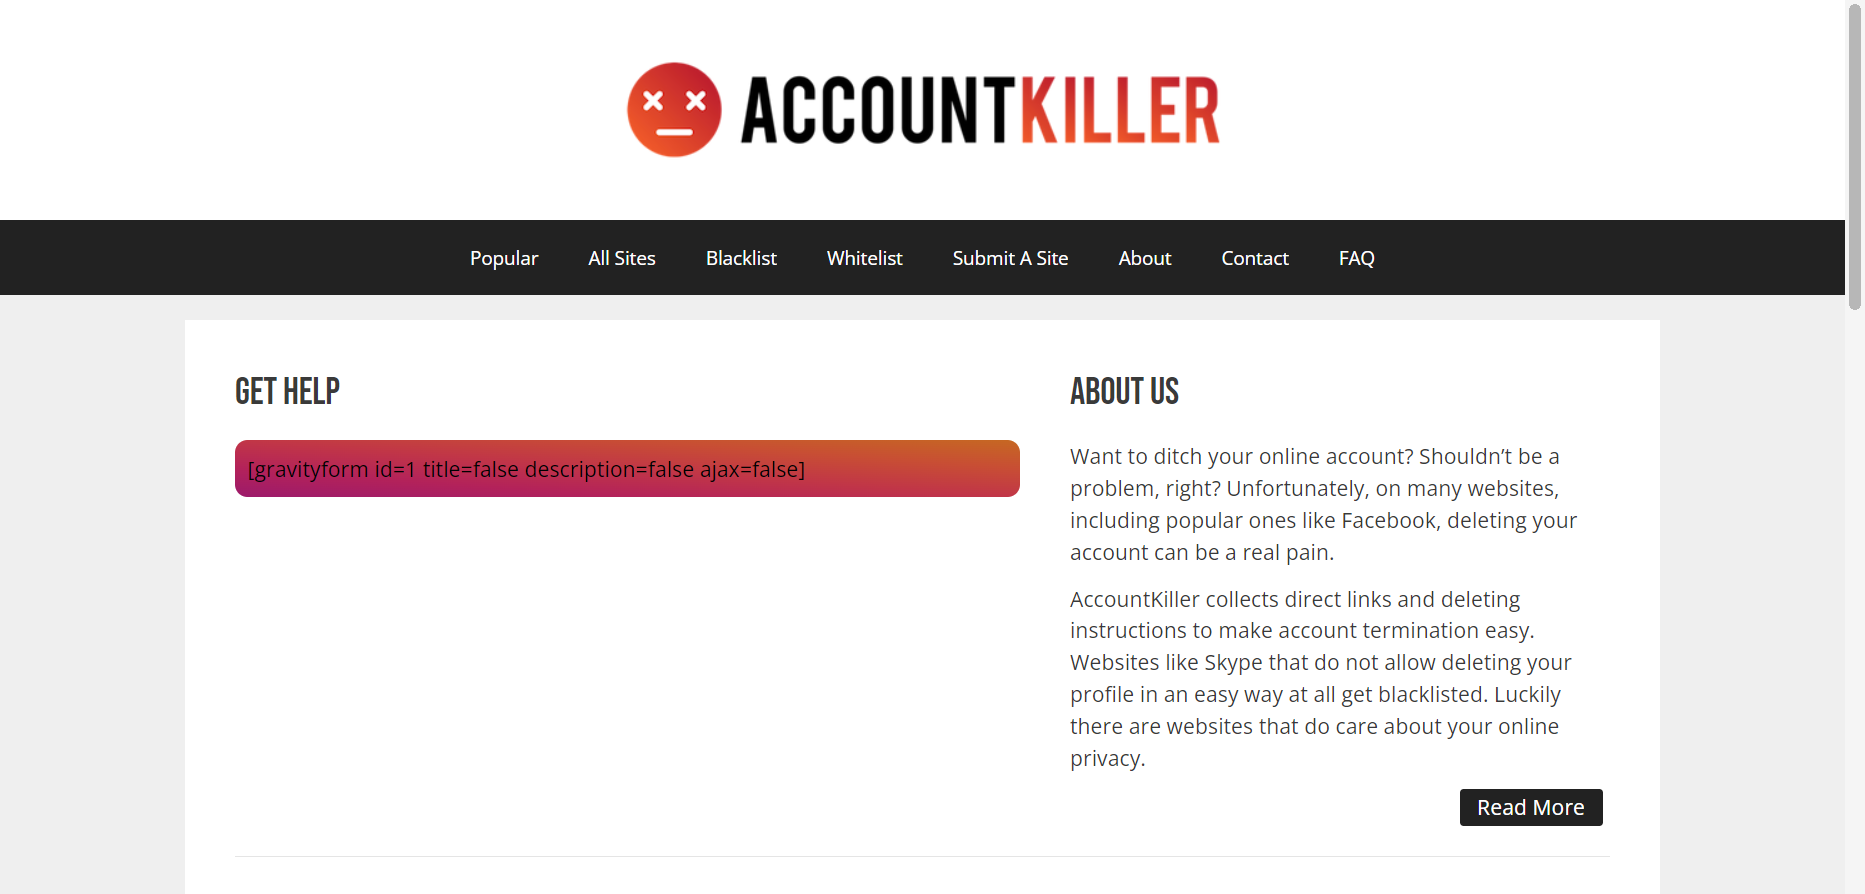 ACCOUNTKILLER
Popular All Sites Blacklist Whitelist Submit A Site About Contact FAQ
GET HELP
[gravityform id=1 title=false description=false ajax=false]
ABOUT US
Want to ditch your online account? Shouldn’t be a
problem, right? Unfortunately, on many websites,
including popular ones like Facebook, deleting your
account can be a real pain.
AccountKiller collects direct links and deleting
instructions to make account termination easy.
Websites like Skype that do not allow deleting your
profile in an easy way at all get blacklisted. Luckily
there are websites that do care about your online
privacy.
Read More